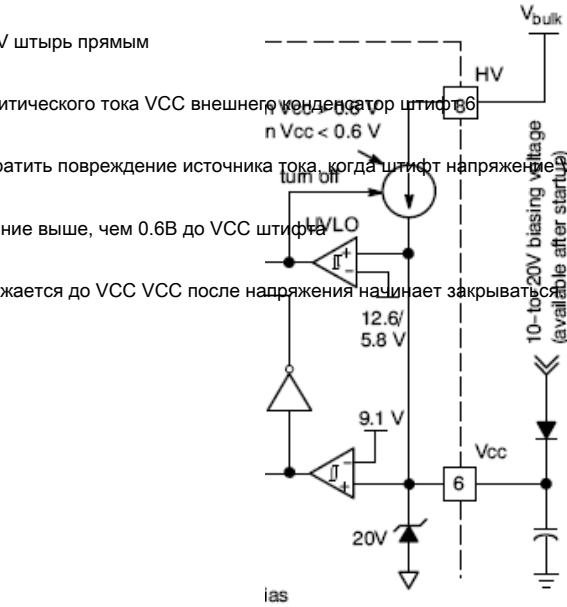 V штырь прямым
V_bulk
HV
8
итического тока VCC внешнего конденсатор штифт 6
n Vcc > 0.6 V
n Vcc < 0.6 V
ратить повреждение источника тока, когда штифт напряжение
turn off
ние выше, чем 0.6В до VCC штифта
UVLO
жается до VCC VCC после напряжения начинает закрываться
12.6/
5.8 V
10-to-20V biasing voltage
(available after startup)
9.1 V
Vcc
6
20V
ias